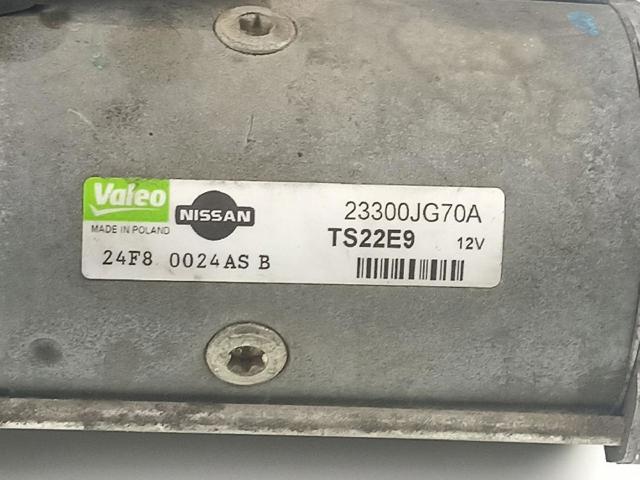 Valeo
NISSAN
23300JG70A
MADE IN POLAND
TS22E9 12V
24F8 0024AS B